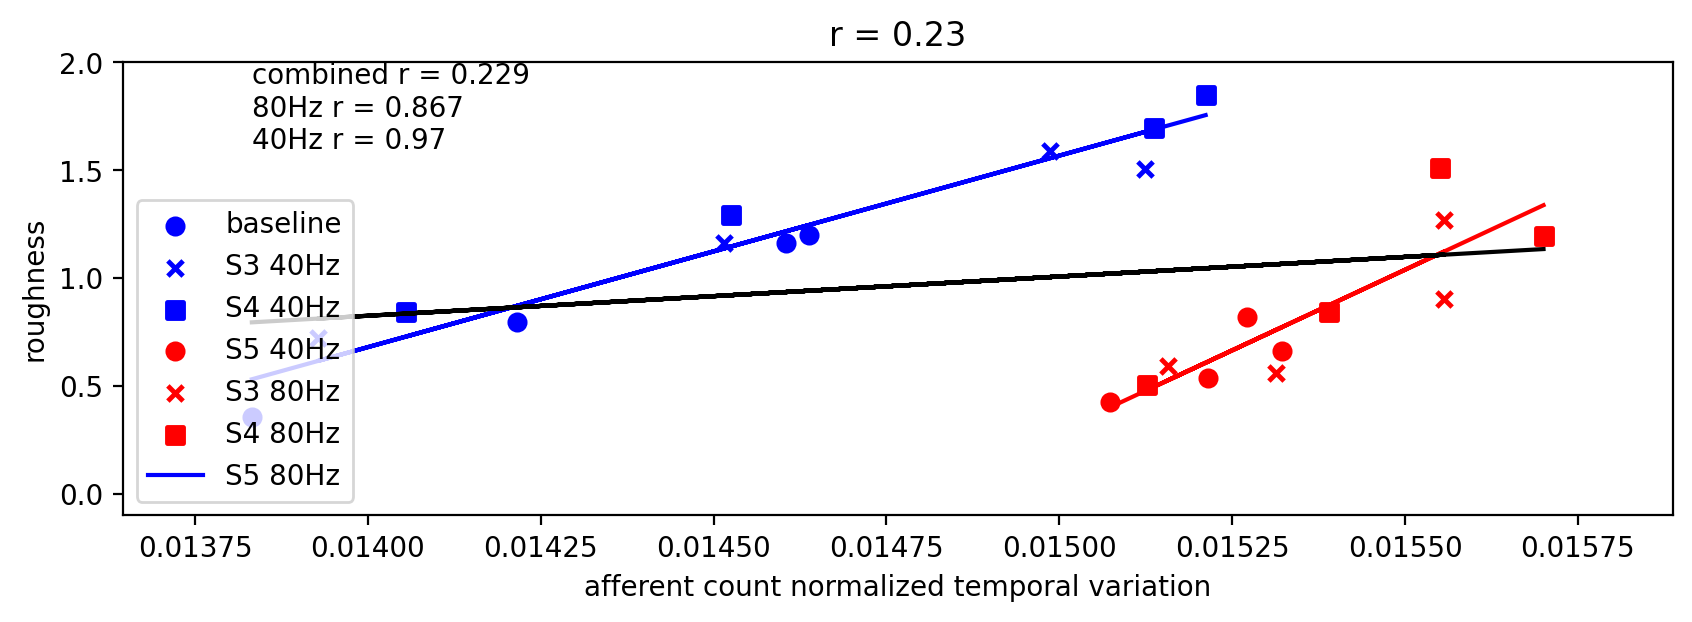 r = 0.23
combined r = 0.229
80Hz r = 0.867
40Hz r = 0.97
roughness
2.0
1.5
1.0
0.5
0.0
baseline
S3 40Hz
S4 40Hz
S5 40Hz
S3 80Hz
S4 80Hz
S5 80Hz
0.01375 0.01400 0.01425 0.01450 0.01475 0.01500 0.01525 0.01550 0.01575
afferent count normalized temporal variation